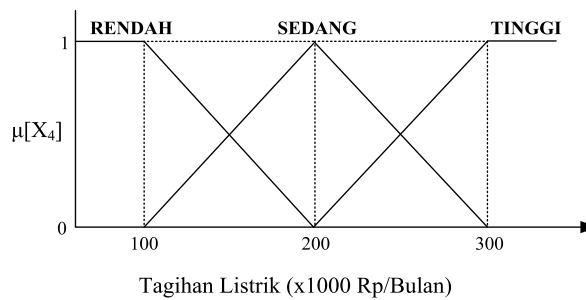 RENDAH SEDANG TINGGI
1
μ[X₄]
0
100 200 300
Tagihan Listrik (x1000 Rp/Bulan)